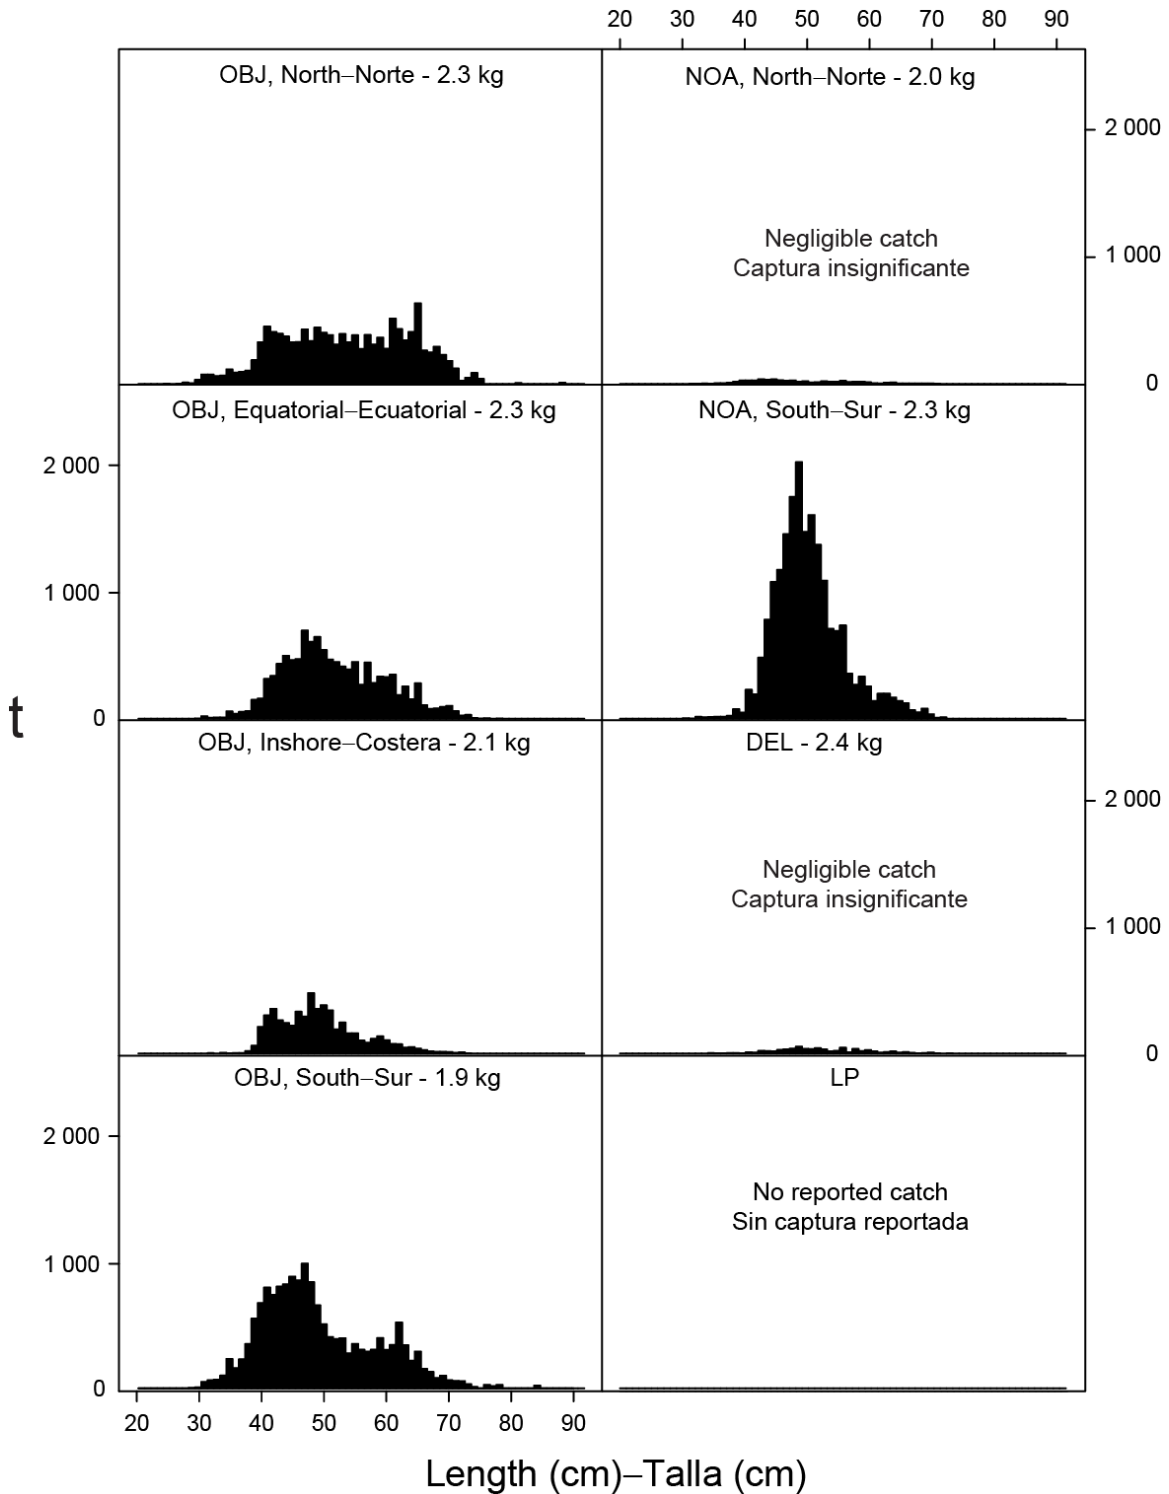 20 30 40 50 60 70 80 90
OBJ, North–Norte - 2.3 kg
NOA, North–Norte - 2.0 kg
2 000
Negligible catch
Captura insignificante
1 000
0
OBJ, Equatorial–Ecuatorial - 2.3 kg
NOA, South–Sur - 2.3 kg
2 000
1 000
0
t
OBJ, Inshore–Costera - 2.1 kg
DEL - 2.4 kg
2 000
Negligible catch
Captura insignificante
1 000
0
OBJ, South–Sur - 1.9 kg
LP
2 000
No reported catch
Sin captura reportada
1 000
0
20 30 40 50 60 70 80 90
Length (cm)–Talla (cm)